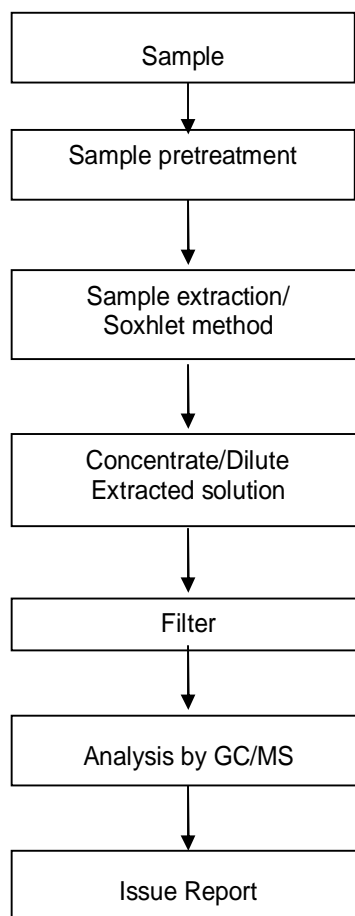 Sample
Sample pretreatment
Sample extraction/
Soxhlet method
Concentrate/Dilute
Extracted solution
Filter
Analysis by GC/MS
Issue Report